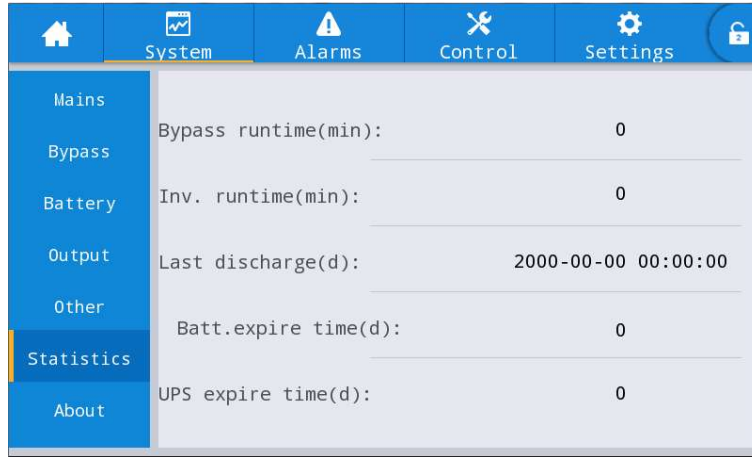 System Alarms Control Settings 2
Mains
Bypass
Battery
Output
Other
Statistics
About
Bypass runtime(min): 0
Inv. runtime(min): 0
Last discharge(d): 2000-00-00 00:00:00
Batt.expire time(d): 0
UPS expire time(d): 0